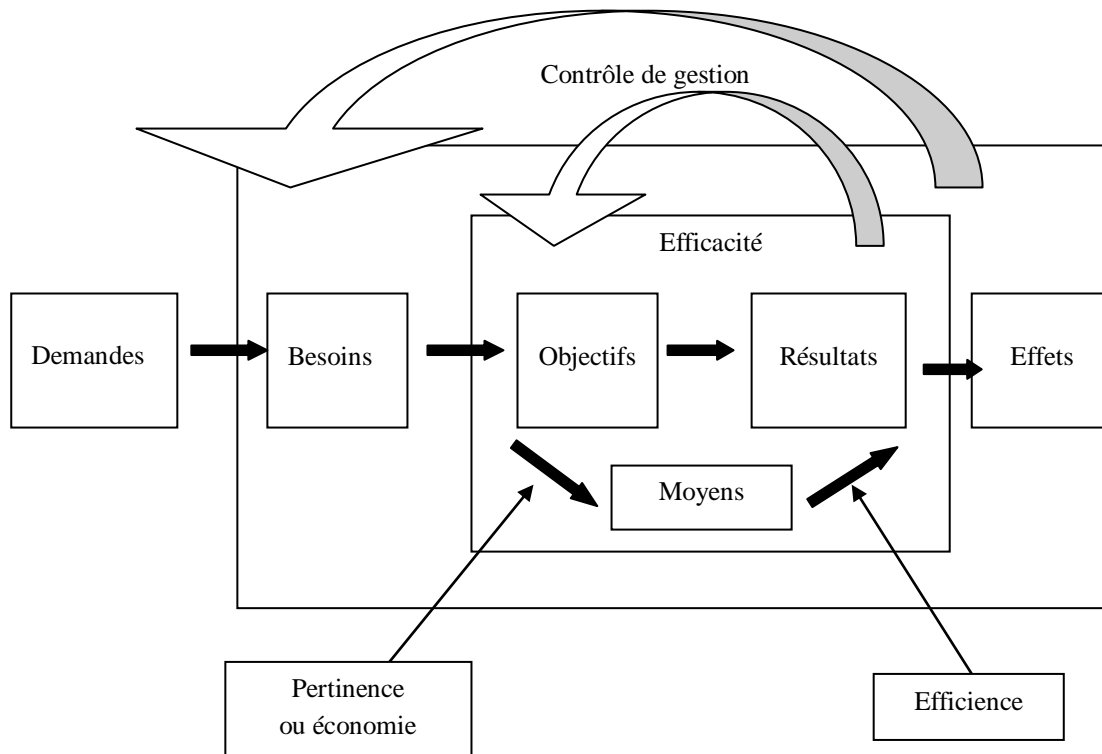 Contrôle de gestion
Efficacité
Demandes
Besoins
Objectifs
Résultats
Effets
Moyens
Pertinence
ou économie
Efficience